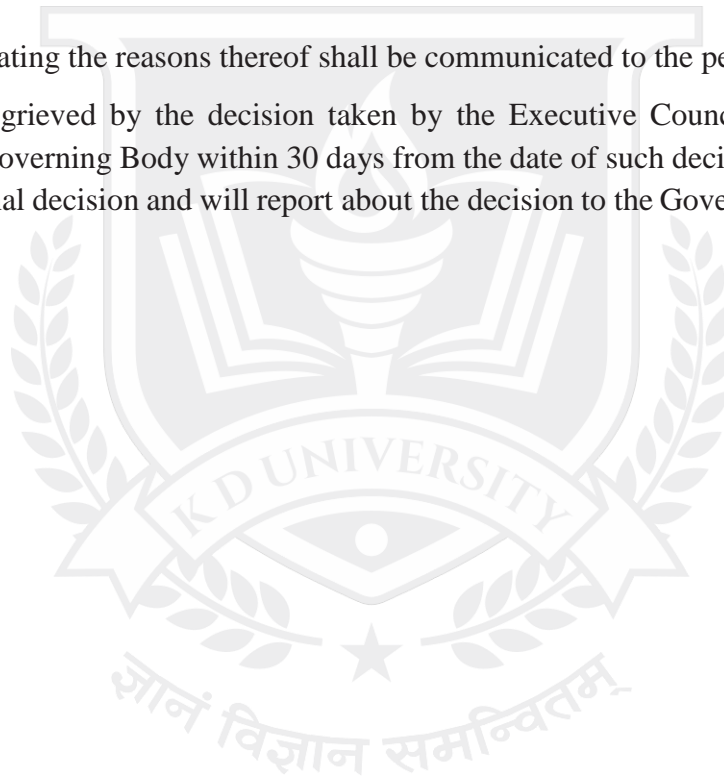 ating the reasons thereof shall be communicated to the pe
grieved by the decision taken by the Executive Counc
overning Body within 30 days from the date of such deci
al decision and will report about the decision to the Gove
K D UNIVERSITY
ज्ञानं विज्ञान समन्वितम्